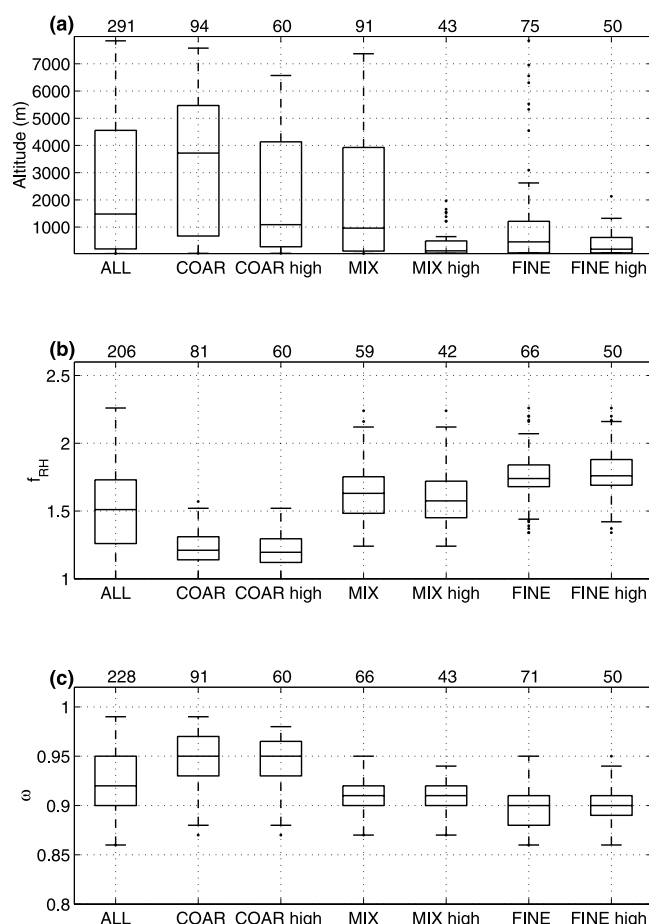 (a) 291 94 60 91 43 75 50
7000
6000
5000
4000
3000
2000
1000
Altitude (m)
ALL COAR COAR high MIX MIX high FINE FINE high
(b) 206 81 60 59 42 66 50
2.5
2
1.5
1
fRH
ALL COAR COAR high MIX MIX high FINE FINE high
(c) 228 91 60 66 43 71 50
1
0.95
0.9
0.85
0.8
ω
ALL COAR COAR high MIX MIX high FINE FINE high